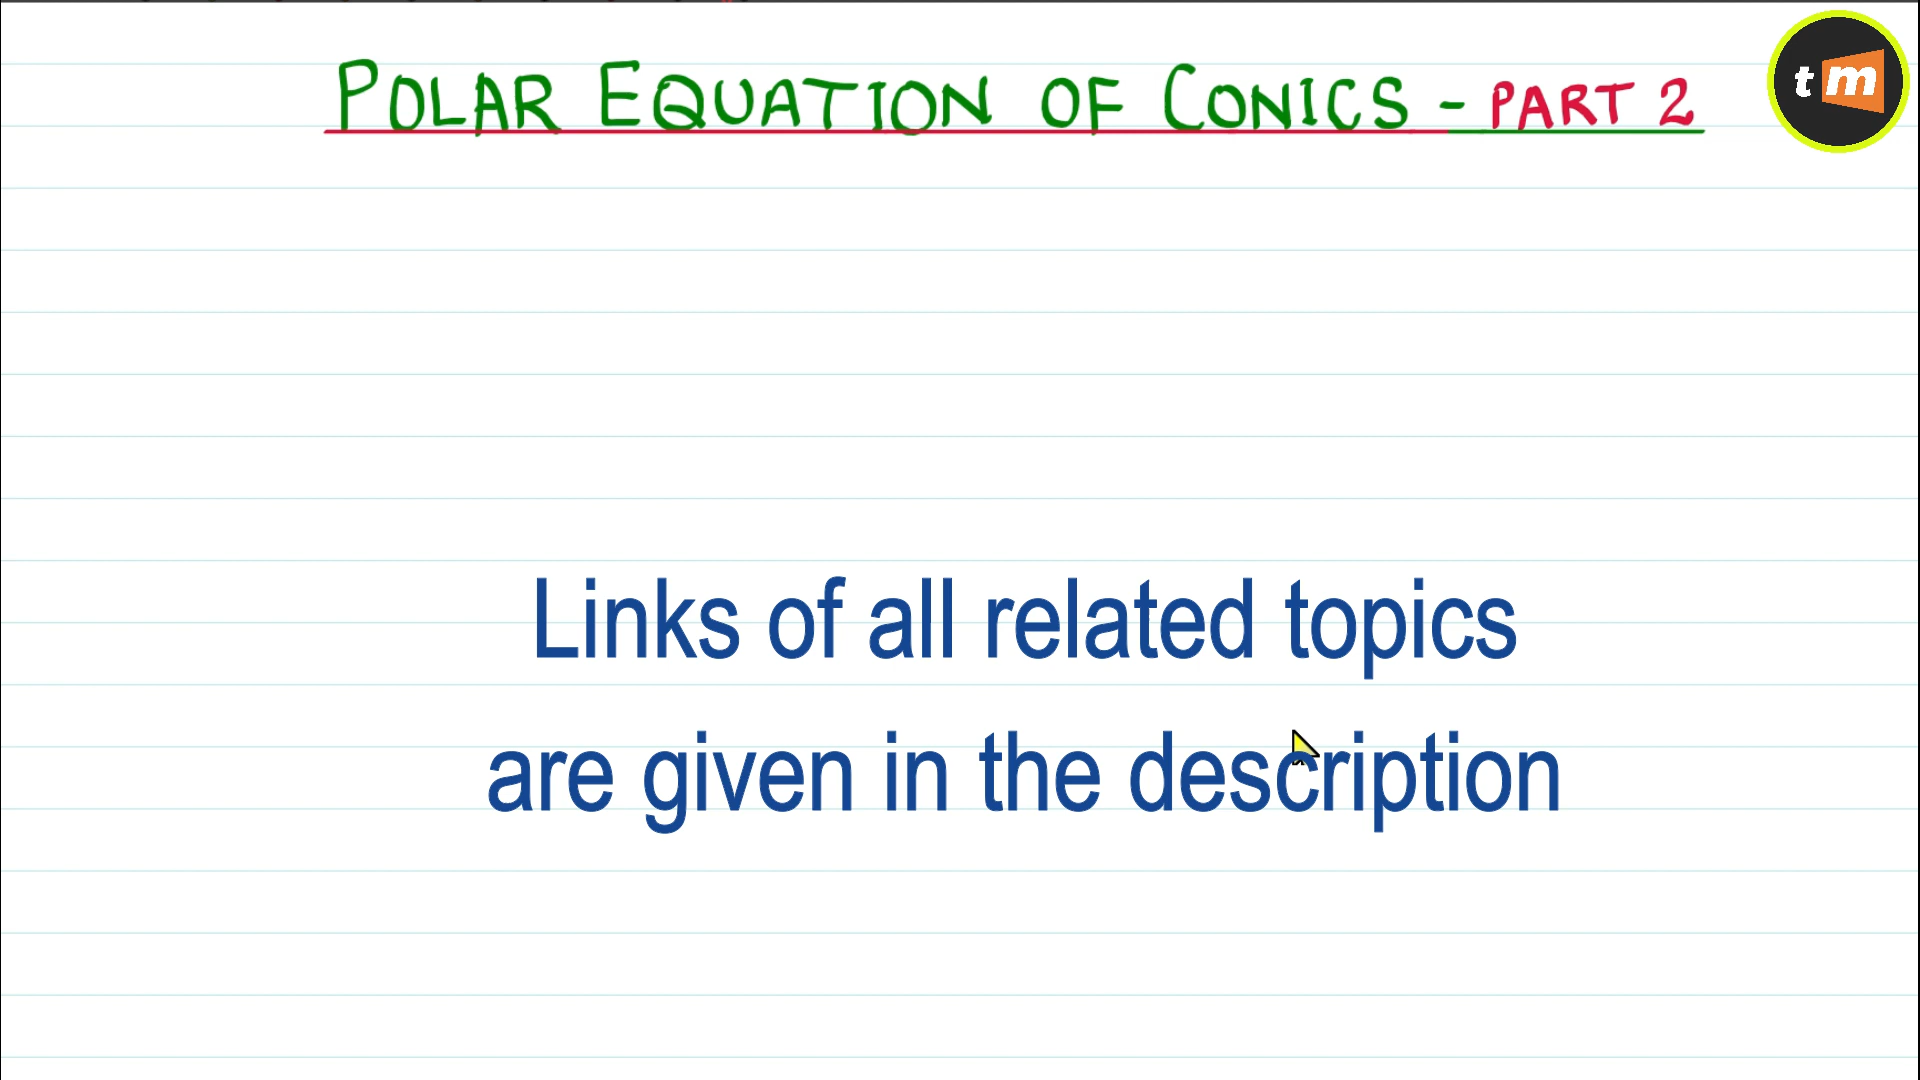 POLAR EQUATION OF CONICS - PART 2
tm
Links of all related topics
are given in the description